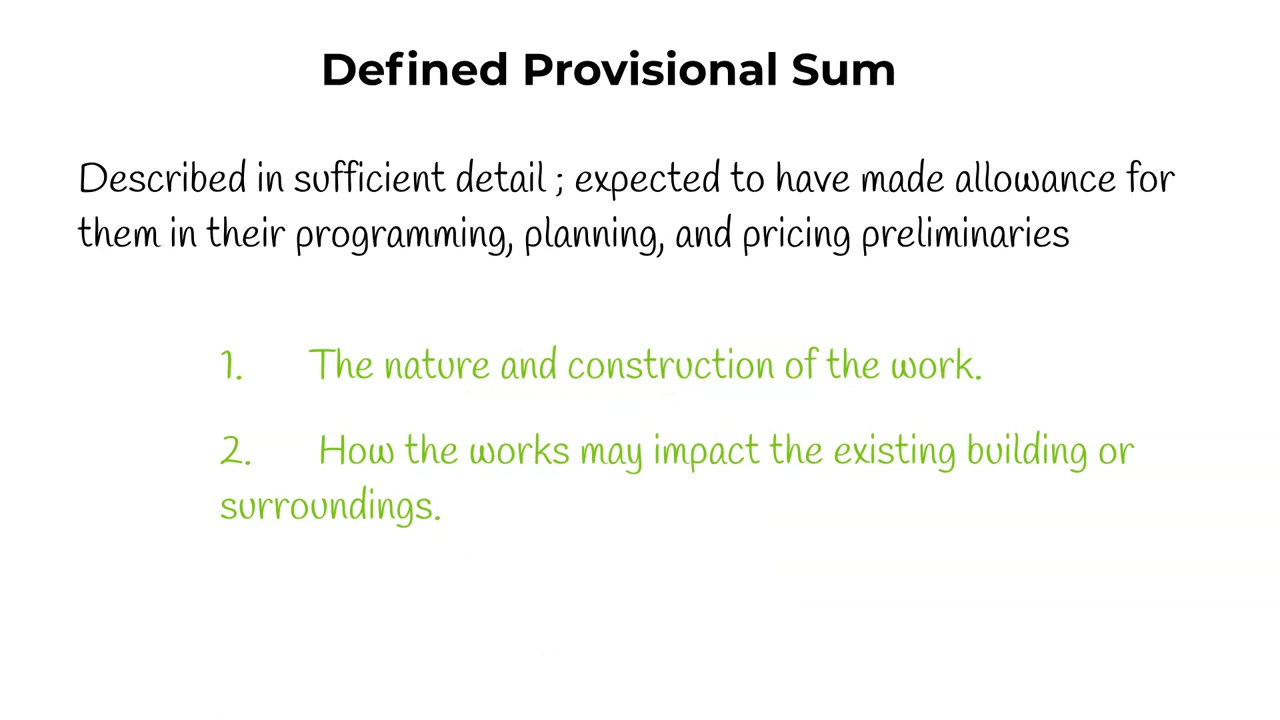 Defined Provisional Sum
Described in sufficient detail ; expected to have made allowance for
them in their programming, planning, and pricing preliminaries
1. The nature and construction of the work.
2. How the works may impact the existing building or
surroundings.